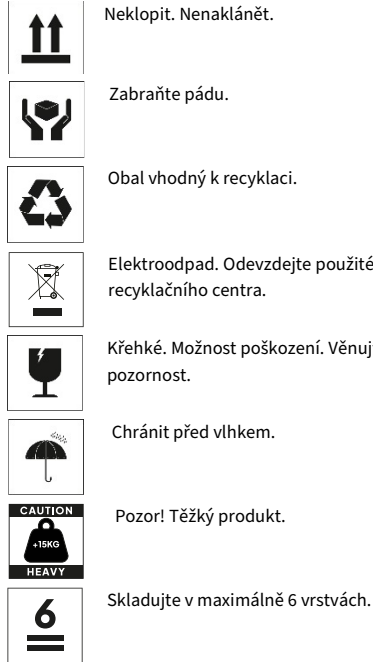 Neklopit. Nenaklánět.
Zabraňte pádu.
Obal vhodný k recyklaci.
Elektroodpad. Odevzdejte použité
recyklačního centra.
Křehké. Možnost poškození. Věnuj
pozornost.
Chránit před vlhkem.
CAUTION
+15KG
HEAVY
Pozor! Těžký produkt.
6
Skladujte v maximálně 6 vrstvách.